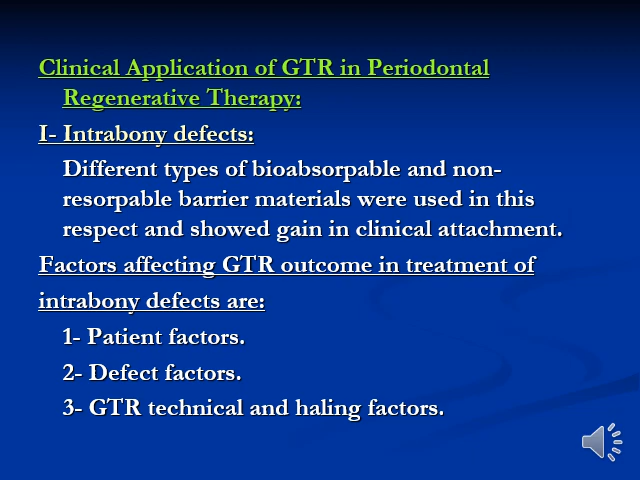 Clinical Application of GTR in Periodontal
Regenerative Therapy:
I- Intrabony defects:
Different types of bioabsorpable and non-
resorpable barrier materials were used in this
respect and showed gain in clinical attachment.
Factors affecting GTR outcome in treatment of
intrabony defects are:
1- Patient factors.
2- Defect factors.
3- GTR technical and haling factors.